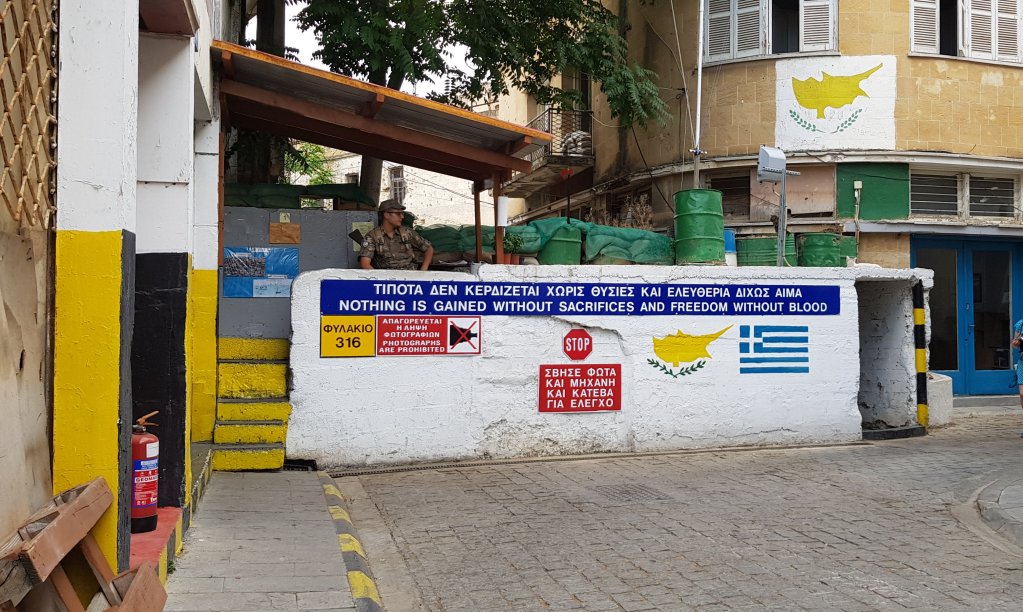 ΤΙΠΟΤΑ ΔΕΝ ΚΕΡΔΙΖΕΤΑΙ ΧΩΡΙΣ ΘΥΣΙΕΣ ΚΑΙ ΕΛΕΥΘΕΡΙΑ ΔΙΧΩΣ ΑΙΜΑ
NOTHING IS GAINED WITHOUT SACRIFICES AND FREEDOM WITHOUT BLOOD
ΦΥΛΑΚΙΟ
316
ΑΠΑΓΟΡΕΥΕΤΑΙ
Η ΛΗΨΗ
ΦΩΤΟΓΡΑΦΙΩΝ
PHOTOGRAPHS
ARE PROHIBITED
STOP
ΣΒΗΣΕ ΦΩΤΑ
ΚΑΙ ΜΗΧΑΝΗ
ΚΑΙ ΚΑΤΕΒΑ
ΓΙΑ ΕΛΕΓΧΟ